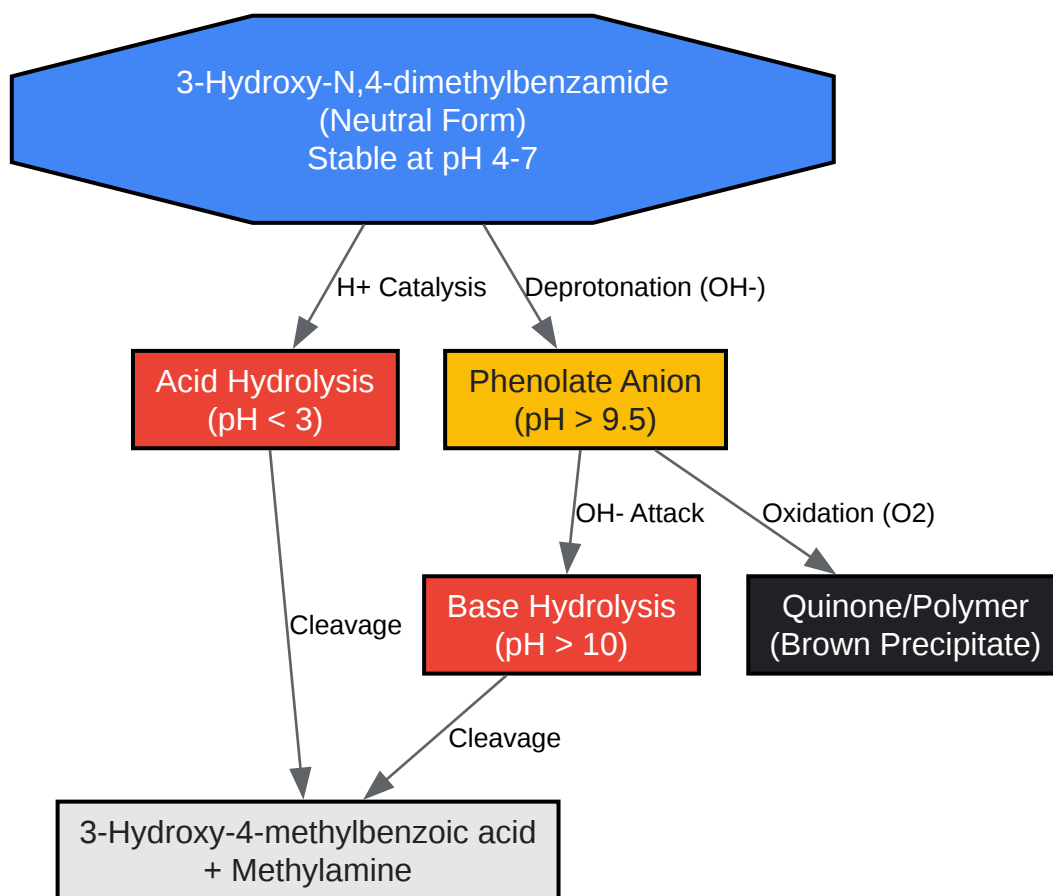 3-Hydroxy-N,4-dimethylbenzamide
(Neutral Form)
Stable at pH 4-7
H+ Catalysis
Deprotonation (OH-)
Acid Hydrolysis
(pH < 3)
Phenolate Anion
(pH > 9.5)
OH- Attack
Oxidation (O2)
Base Hydrolysis
(pH > 10)
Quinone/Polymer
(Brown Precipitate)
Cleavage
Cleavage
3-Hydroxy-4-methylbenzoic acid
+ Methylamine